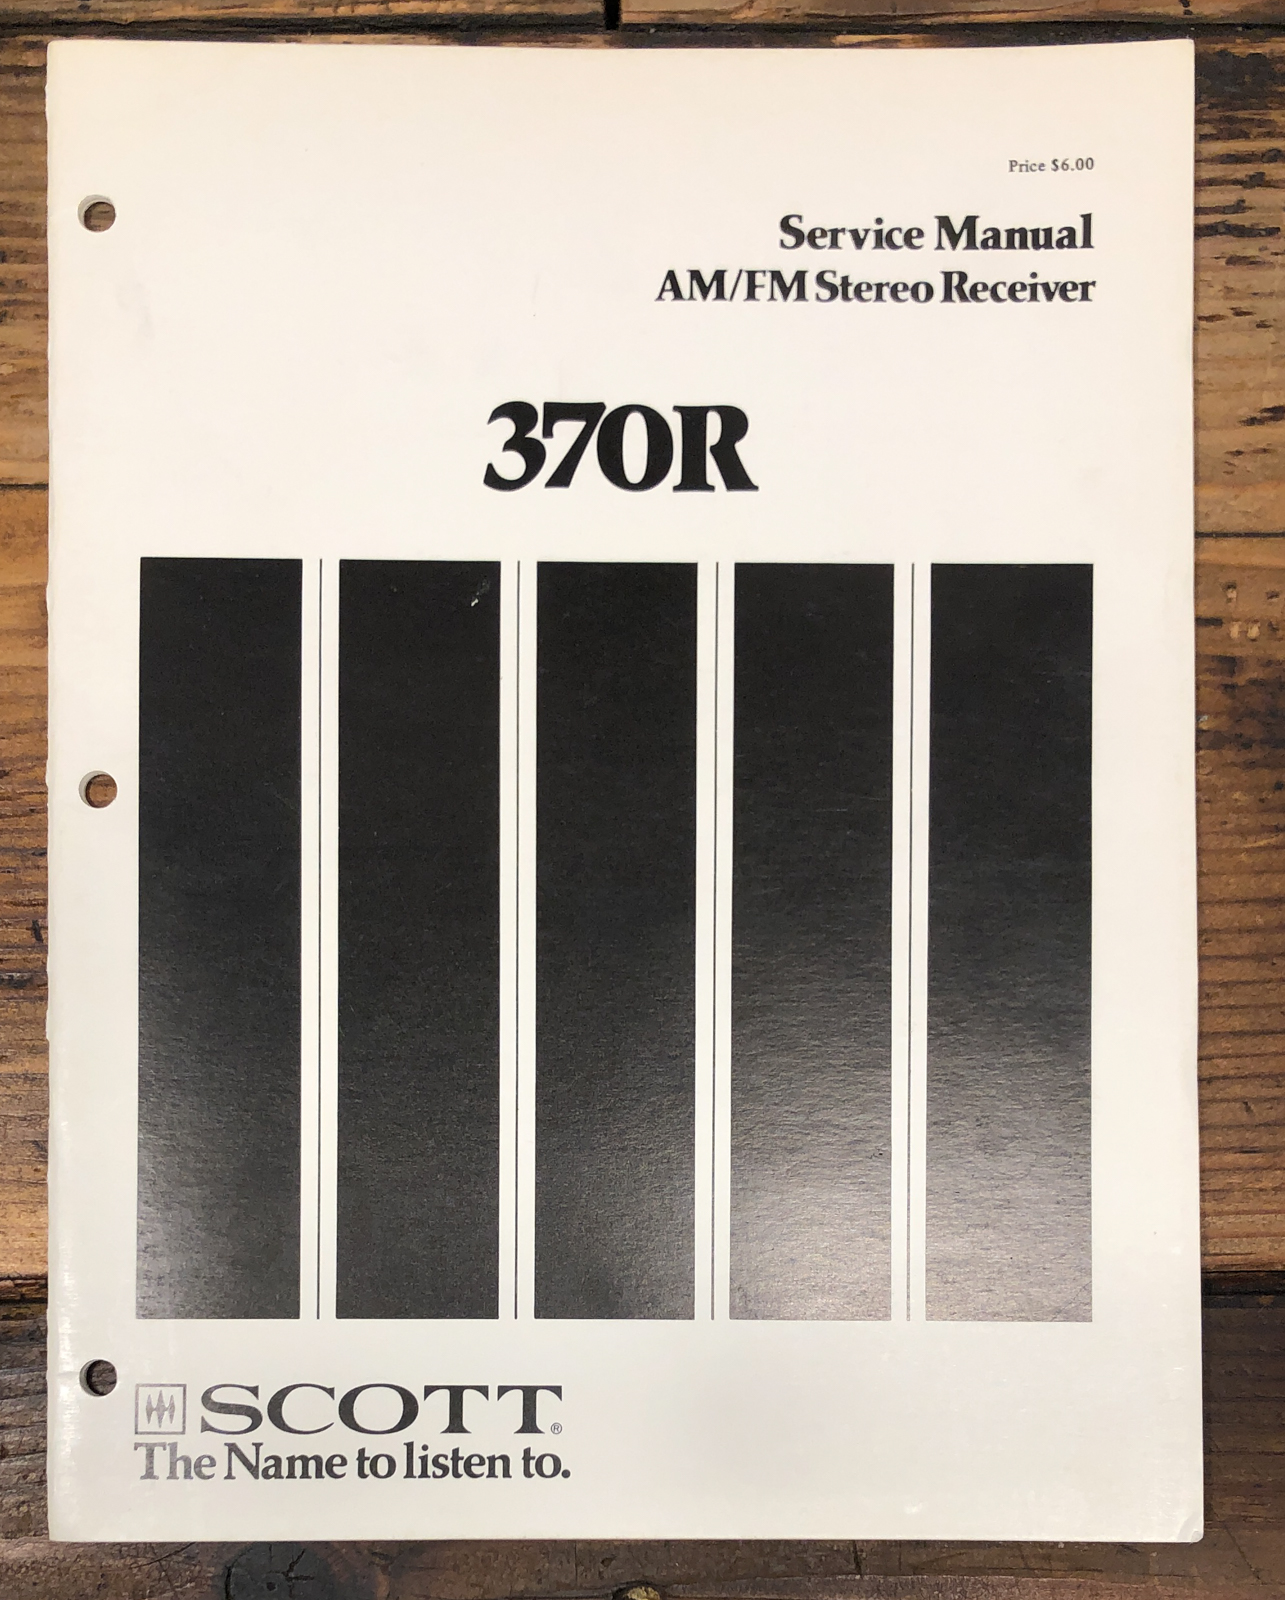 Price $6.00
Service Manual
AM/FM Stereo Receiver
370R
SCOTT®
The Name to listen to.